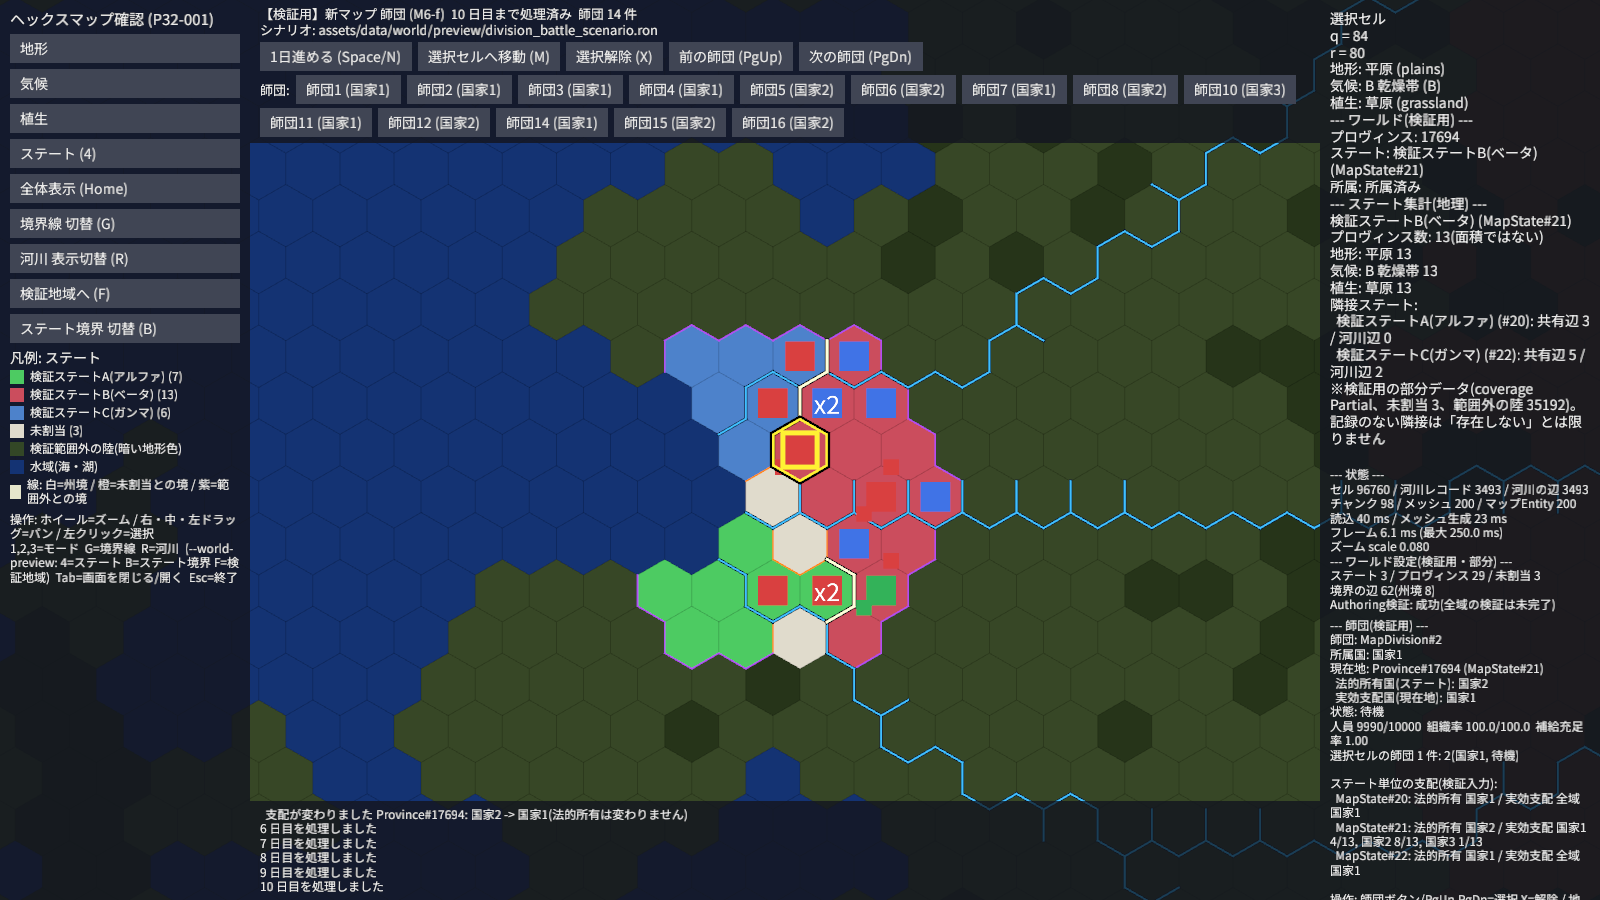 ヘックスマップ確認 (P32-001)
地形
気候
植生
ステート (4)
全体表示 (Home)
境界線 切替 (G)
河川 表示切替 (R)
検証地域へ (F)
ステート境界 切替 (B)
凡例: ステート
検証ステートA(アルファ) (7)
検証ステートB(ベータ) (13)
検証ステートC(ガンマ) (6)
未割当 (3)
検証範囲外の陸(暗い地形色)
水域(海・湖)
線: 白=州境 / 橙=未割当との境 / 紫=範
囲外との境
操作: ホイール=ズーム / 右・中・左ドラッ
グ=パン / 左クリック=選択
1,2,3=モード G=境界線 R=河川 (--world-
preview: 4=ステート B=ステート境界 F=検
証地域) Tab=画面を閉じる/開く Esc=終了
【検証用】新マップ 師団 (M6-f) 10 日目まで処理済み 師団 14 件
シナリオ: assets/data/world/preview/division_battle_scenario.ron
1日進める (Space/N)
選択セルへ移動 (M)
選択解除 (X)
前の師団 (PgUp)
次の師団 (PgDn)
師団:
師団1 (国家1)
師団2 (国家1)
師団3 (国家1)
師団4 (国家1)
師団5 (国家2)
師団6 (国家2)
師団7 (国家1)
師団8 (国家2)
師団10 (国家3)
師団11 (国家1)
師団12 (国家2)
師団14 (国家1)
師団15 (国家2)
師団16 (国家2)
x2
x2
支配が変わりました Province#17694: 国家2 -> 国家1(法的所有は変わりません)
6 日目を処理しました
7 日目を処理しました
8 日目を処理しました
9 日目を処理しました
10 日目を処理しました
選択セル
q = 84
r = 80
地形: 平原 (plains)
気候: B 乾燥帯 (B)
植生: 草原 (grassland)
--- ワールド(検証用) ---
プロヴィンス: 17694
ステート: 検証ステートB(ベータ)
(MapState#21)
所属: 所属済み
--- ステート集計(地理) ---
検証ステートB(ベータ) (MapState#21)
プロヴィンス数: 13(面積ではない)
地形: 平原 13
気候: B 乾燥帯 13
植生: 草原 13
隣接ステート:
検証ステートA(アルファ) (#20): 共有辺 3
/ 河川辺 0
検証ステートC(ガンマ) (#22): 共有辺 5 /
河川辺 2
※検証用の部分データ(coverage
Partial、未割当 3、範囲外の陸 35192)。
記録のない隣接は「存在しない」とは限
りません
--- 状態 ---
セル 96760 / 河川レコード 3493 / 河川の辺 3493
チャンク 98 / メッシュ 200 / マップEntity 200
読込 40 ms / メッシュ生成 23 ms
フレーム 6.1 ms (最大 250.0 ms)
ズーム scale 0.080
--- ワールド設定(検証用・部分) ---
ステート 3 / プロヴィンス 29 / 未割当 3
境界の辺 62(州境 8)
Authoring検証: 成功(全域の検証は未完了)
--- 師団(検証用) ---
師団: MapDivision#2
所属国: 国家1
現在地: Province#17694 (MapState#21)
法的所有国(ステート): 国家2
実効支配国(現在地): 国家1
状態: 待機
人員 9990/10000 組織率 100.0/100.0 補給充足
率 1.00
選択セルの師団 1 件: 2(国家1, 待機)
ステート単位の支配(検証入力):
MapState#20: 法的所有 国家1 / 実効支配 全域
国家1
MapState#21: 法的所有 国家2 / 実効支配 国家1
4/13, 国家2 8/13, 国家3 1/13
MapState#22: 法的所有 国家1 / 実効支配 全域
国家1
操作: 師団ボタン/PgUp PgDn=選択 X=解除 / 地